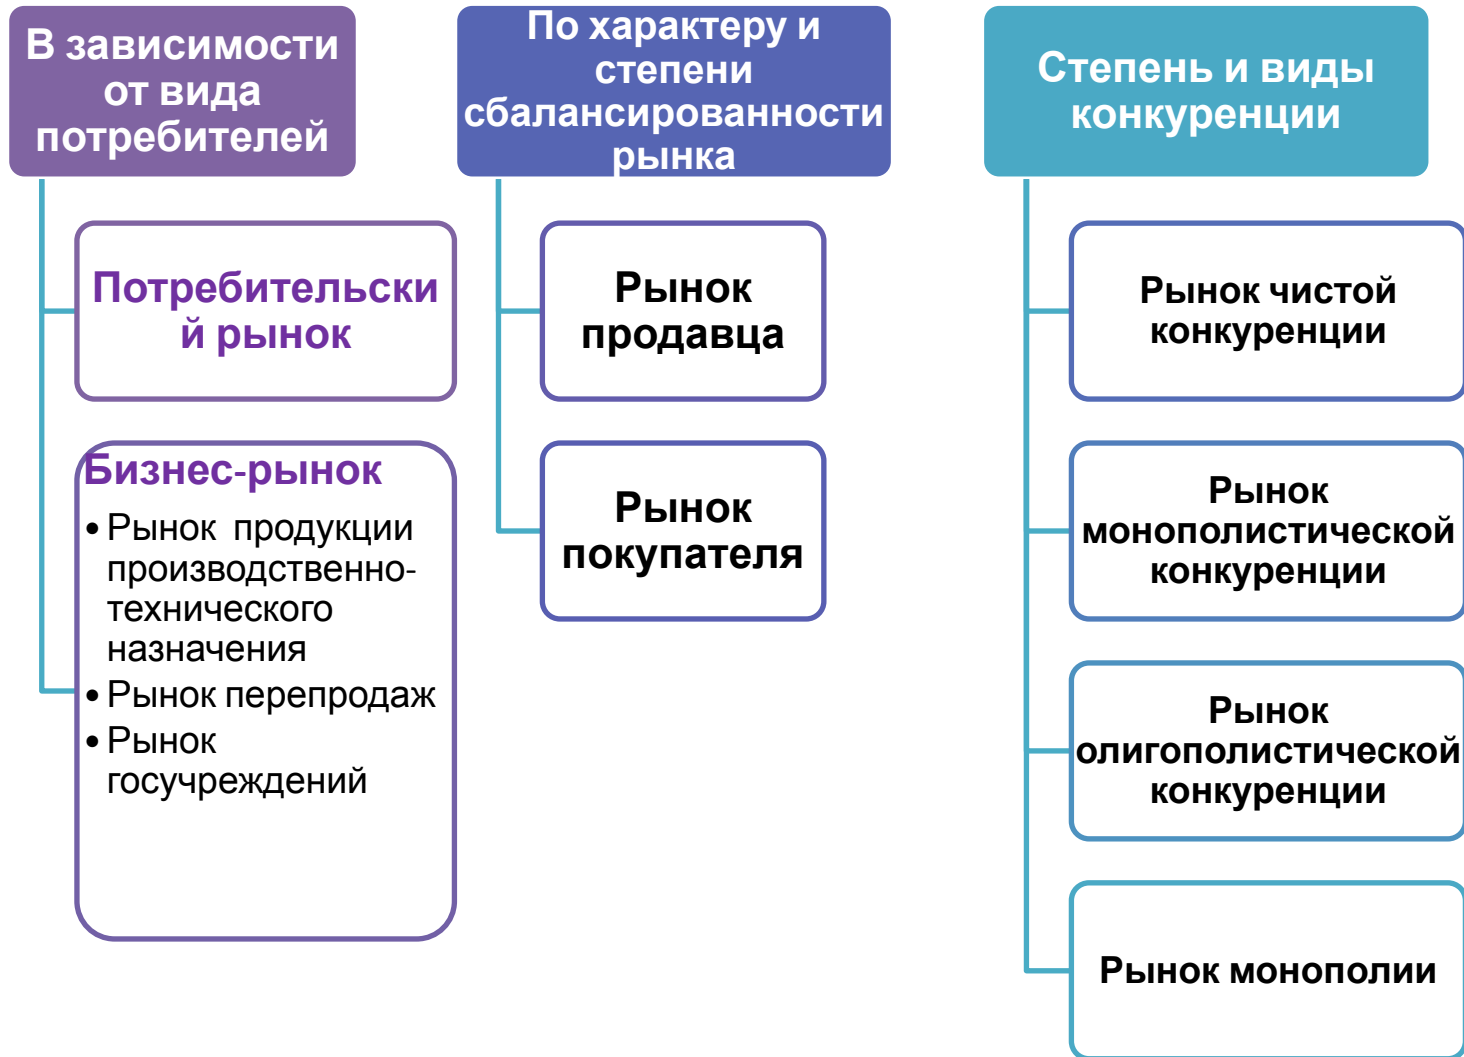 В зависимости
от вида
потребителей
Потребительски
й рынок
Бизнес-рынок
• Рынок продукции
производственно-
технического
назначения
• Рынок перепродаж
• Рынок
госучреждений
По характеру и
степени
сбалансированности
рынка
Рынок
продавца
Рынок
покупателя
Степень и виды
конкуренции
Рынок чистой
конкуренции
Рынок
монополистической
конкуренции
Рынок
олигополистической
конкуренции
Рынок монополии